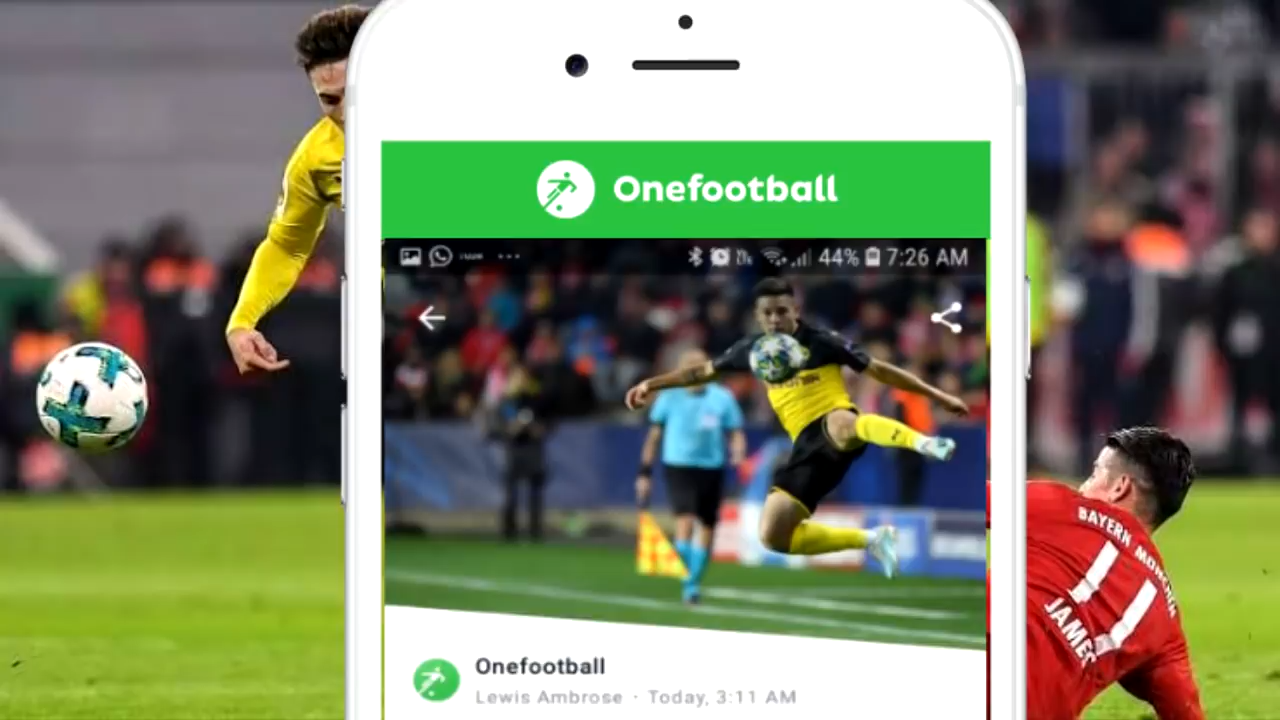 Onefootball
44% 7:26 AM
BAYERN MÜNCHEN
11
JAMES
Onefootball
Lewis Ambrose · Today, 3:11 AM